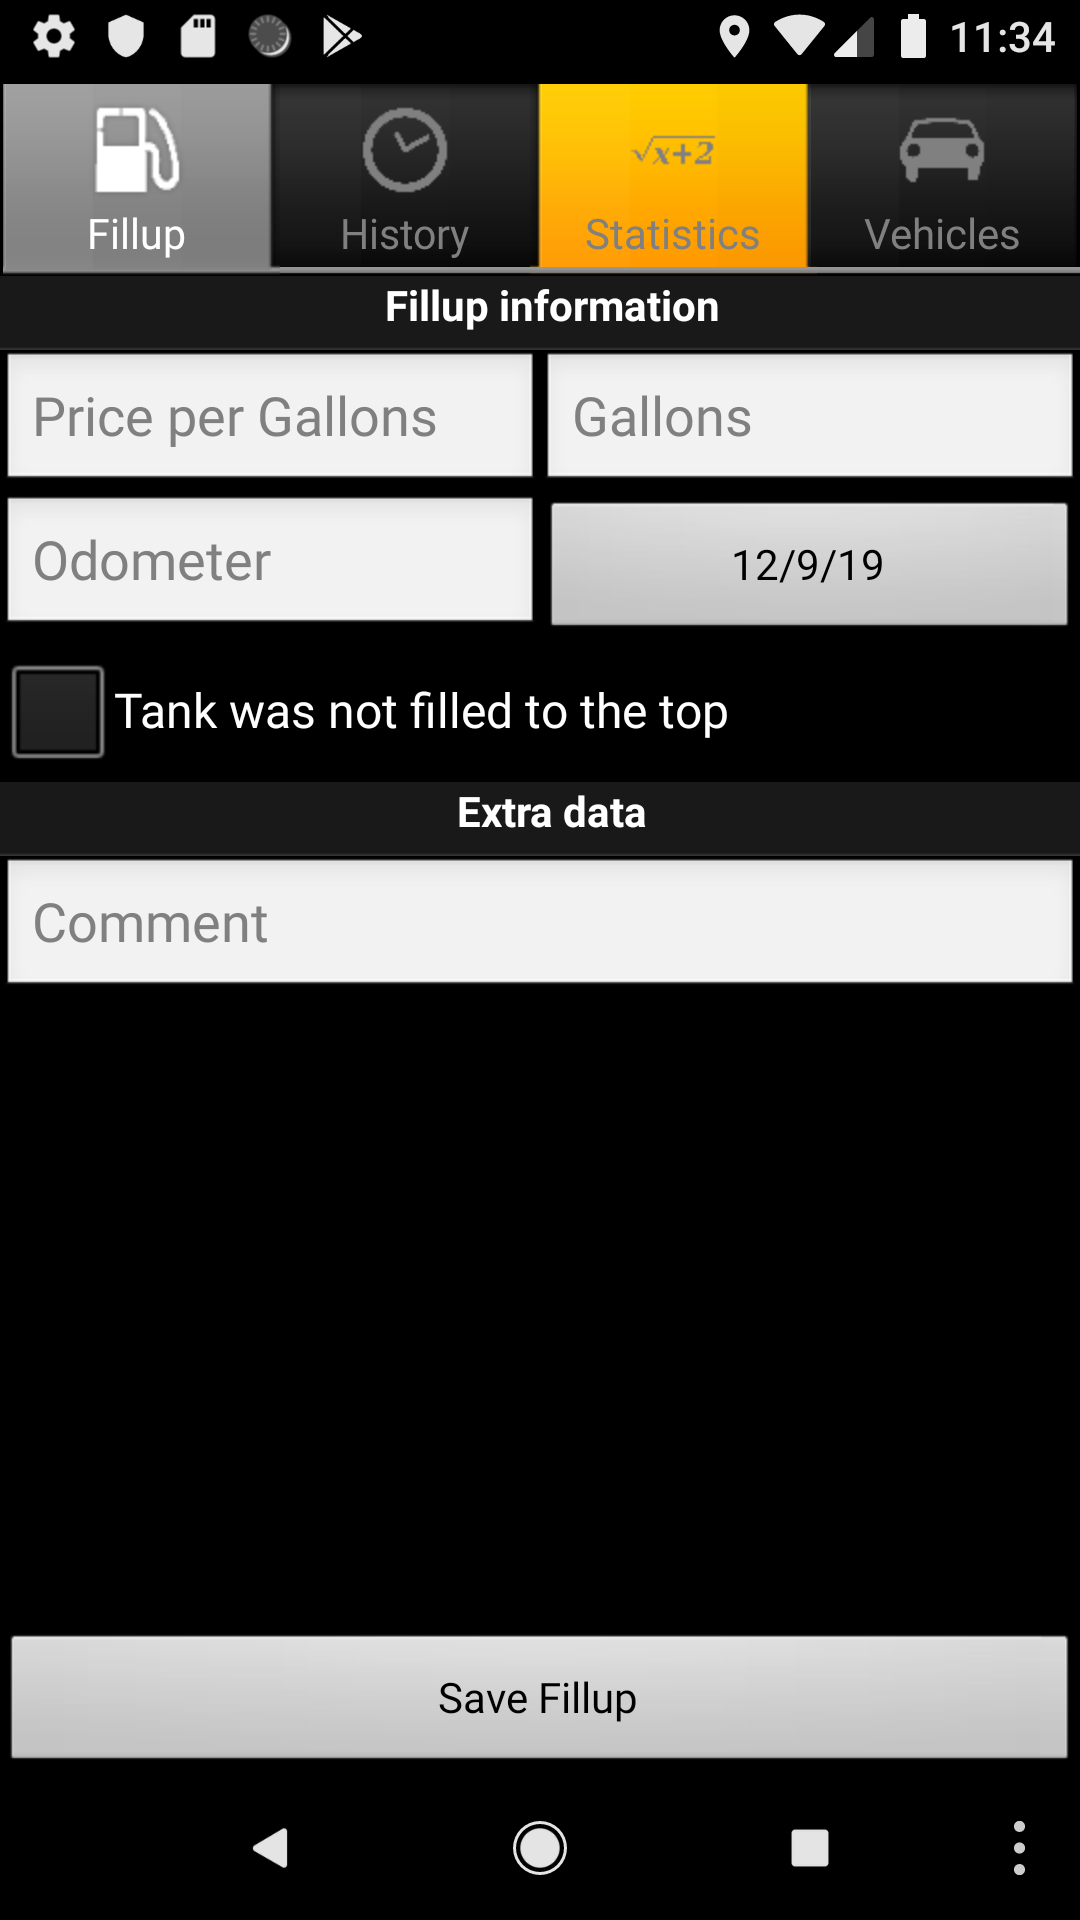 11:34
Fillup
History
√x+2
Statistics
Vehicles
Fillup information
Price per Gallons
Gallons
Odometer
12/9/19
Tank was not filled to the top
Extra data
Comment
Save Fillup